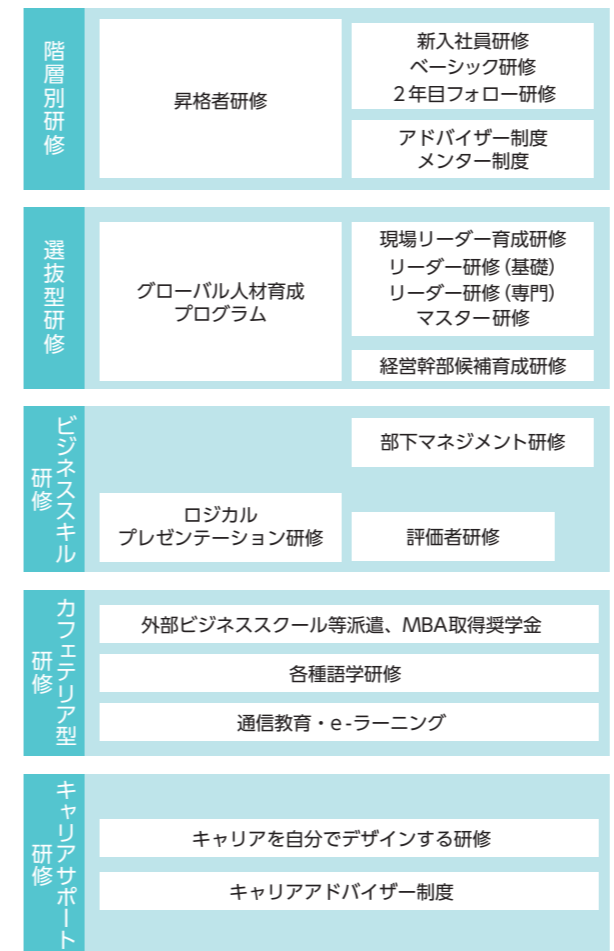 階層別研修
昇格者研修
新入社員研修
ベーシック研修
2年目フォロー研修
アドバイザー制度
メンター制度
選抜型研修
グローバル人材育成
プログラム
現場リーダー育成研修
リーダー研修(基礎)
リーダー研修(専門)
マスター研修
経営幹部候補育成研修
ビジネススキル
研修
部下マネジメント研修
ロジカル
プレゼンテーション研修
評価者研修
カフェテリア型
研修
外部ビジネススクール等派遣、MBA取得奨学金
各種語学研修
通信教育・e-ラーニング
キャリアサポート
研修
キャリアを自分でデザインする研修
キャリアアドバイザー制度